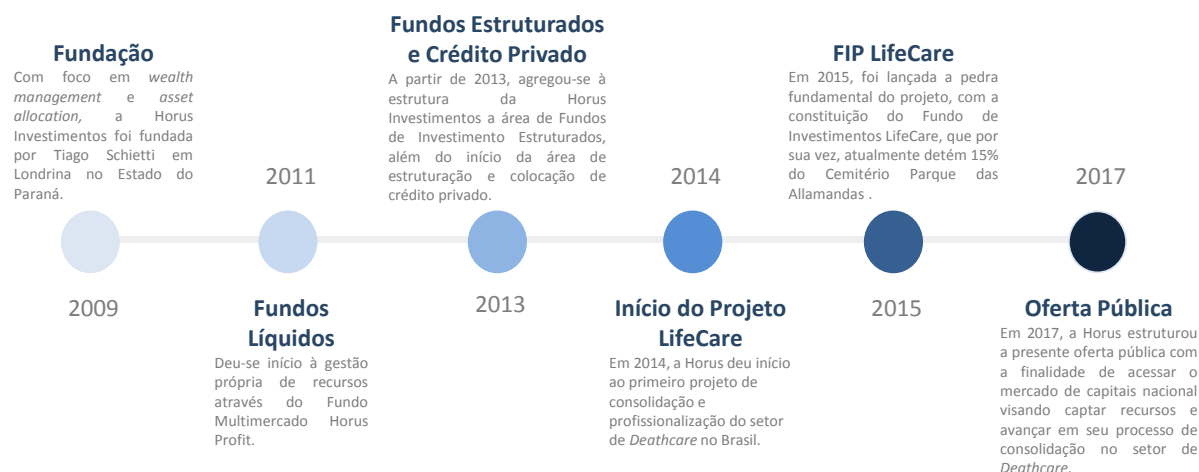 Fundação
Com foco em wealth
management e asset
allocation, a Horus
Investimentos foi fundada
por Tiago Schietti em
Londrina no Estado do
Paraná.
2009
2011
Fundos
Líquidos
Deu-se início à gestão
própria de recursos
através do Fundo
Multimercado Horus
Profit.
Fundos Estruturados
e Crédito Privado
A partir de 2013, agregou-se à
estrutura da Horus
Investimentos a área de Fundos
de Investimento Estruturados,
além do início da área de
estruturação e colocação de
crédito privado.
2013
2014
Início do Projeto
LifeCare
Em 2014, a Horus deu início
ao primeiro projeto de
consolidação e
profissionalização do setor
de Deathcare no Brasil.
FIP LifeCare
Em 2015, foi lançada a pedra
fundamental do projeto, com a
constituição do Fundo de
Investimentos LifeCare, que por
sua vez, atualmente detém 15%
do Cemitério Parque das
Allamandas .
2015
2017
Oferta Pública
Em 2017, a Horus estruturou
a presente oferta pública com
a finalidade de acessar o
mercado de capitais nacional
visando captar recursos e
avançar em seu processo de
consolidação no setor de
Deathcare.